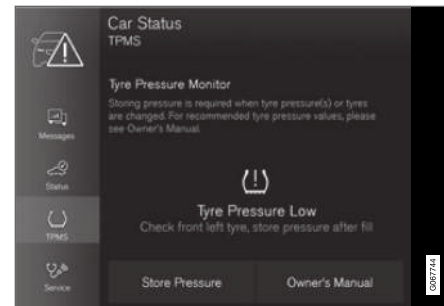 Car Status
TPMS
Tyre Pressure Monitor
Storing pressure is required when tyre pressure(s) or tyres
are changed. For recommended tyre pressure values, please
see Owner's Manual
Messages
Status
TPMS
Service
(!)
Tyre Pressure Low
Check front left tyre, store pressure after fill
Store Pressure
Owner's Manual
G067744